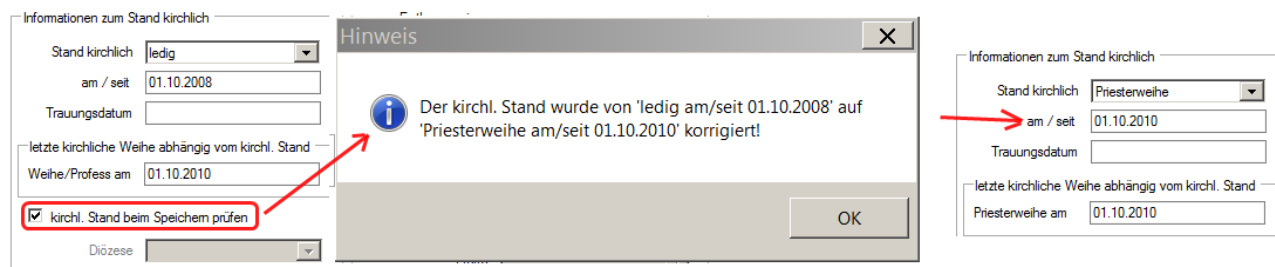 Informationen zum Stand kirchlich
Stand kirchlich ledig
am / seit 01.10.2008
Trauungsdatum
letzte kirchliche Weihe abhängig vom kirchl. Stand
Weihe/Profess am 01.10.2010
kirchl. Stand beim Speichern prüfen
Diözese
Hinweis
Der kirchl. Stand wurde von 'ledig am/seit 01.10.2008' auf
'Priesterweihe am/seit 01.10.2010' korrigiert!
OK
Informationen zum Stand kirchlich
Stand kirchlich Priesterweihe
am / seit 01.10.2010
Trauungsdatum
letzte kirchliche Weihe abhängig vom kirchl. Stand
Priesterweihe am 01.10.2010